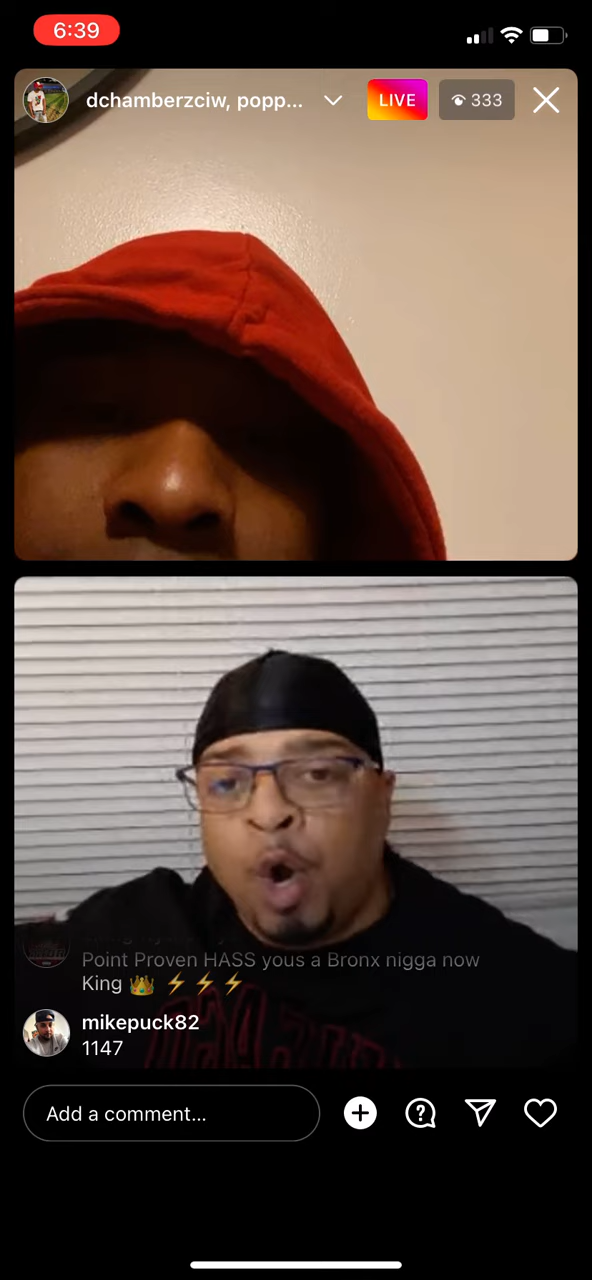 6:39
dchamberzciw, popp...
LIVE
333
Point Proven HASS yous a Bronx nigga now
King 👑 ⚡⚡⚡
mikepuck82
1147
Add a comment...